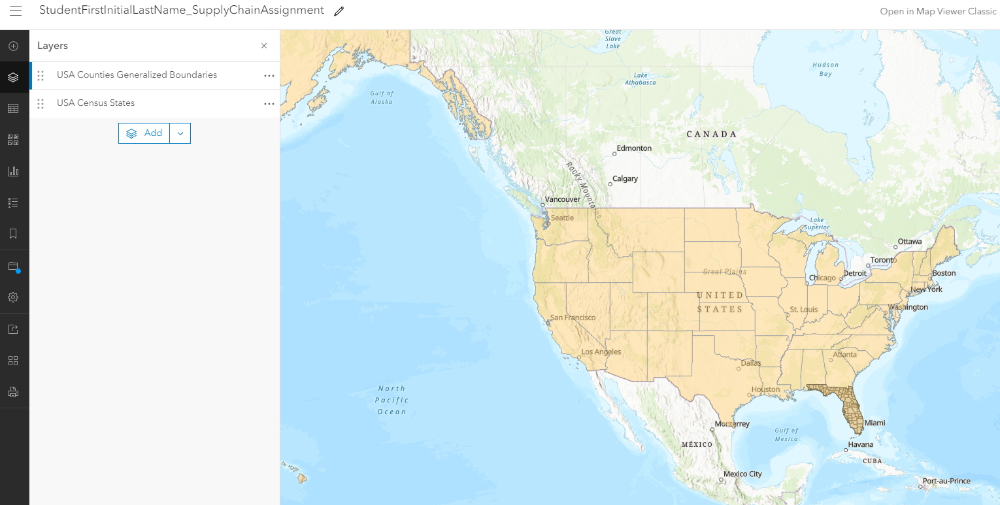 StudentFirstInitialLastName_SupplyChainAssignment
Open in Map Viewer Classic
Layers
USA Counties Generalized Boundaries
USA Census States
Add
Great
Slave
Lake
Lake
Athabasca
Hudson
Bay
Gulf of
Alaska
CANADA
Edmonton
Calgary
Rocky Mountains
Vancouver
Seattle
Lake
Superior
Ottawa
Toronto
Great Plains
Detroit
Boston
Chicago
New York
UNITED
STATES
Washington
St. Louis
San Francisco
Los Angeles
Atlanta
Dallas
Houston
North
Pacific
Ocean
Monterrey
Miami
Gulf of
Mexico
MÉXICO
Havana
CUBA
Mexico City
Port-au-Prince